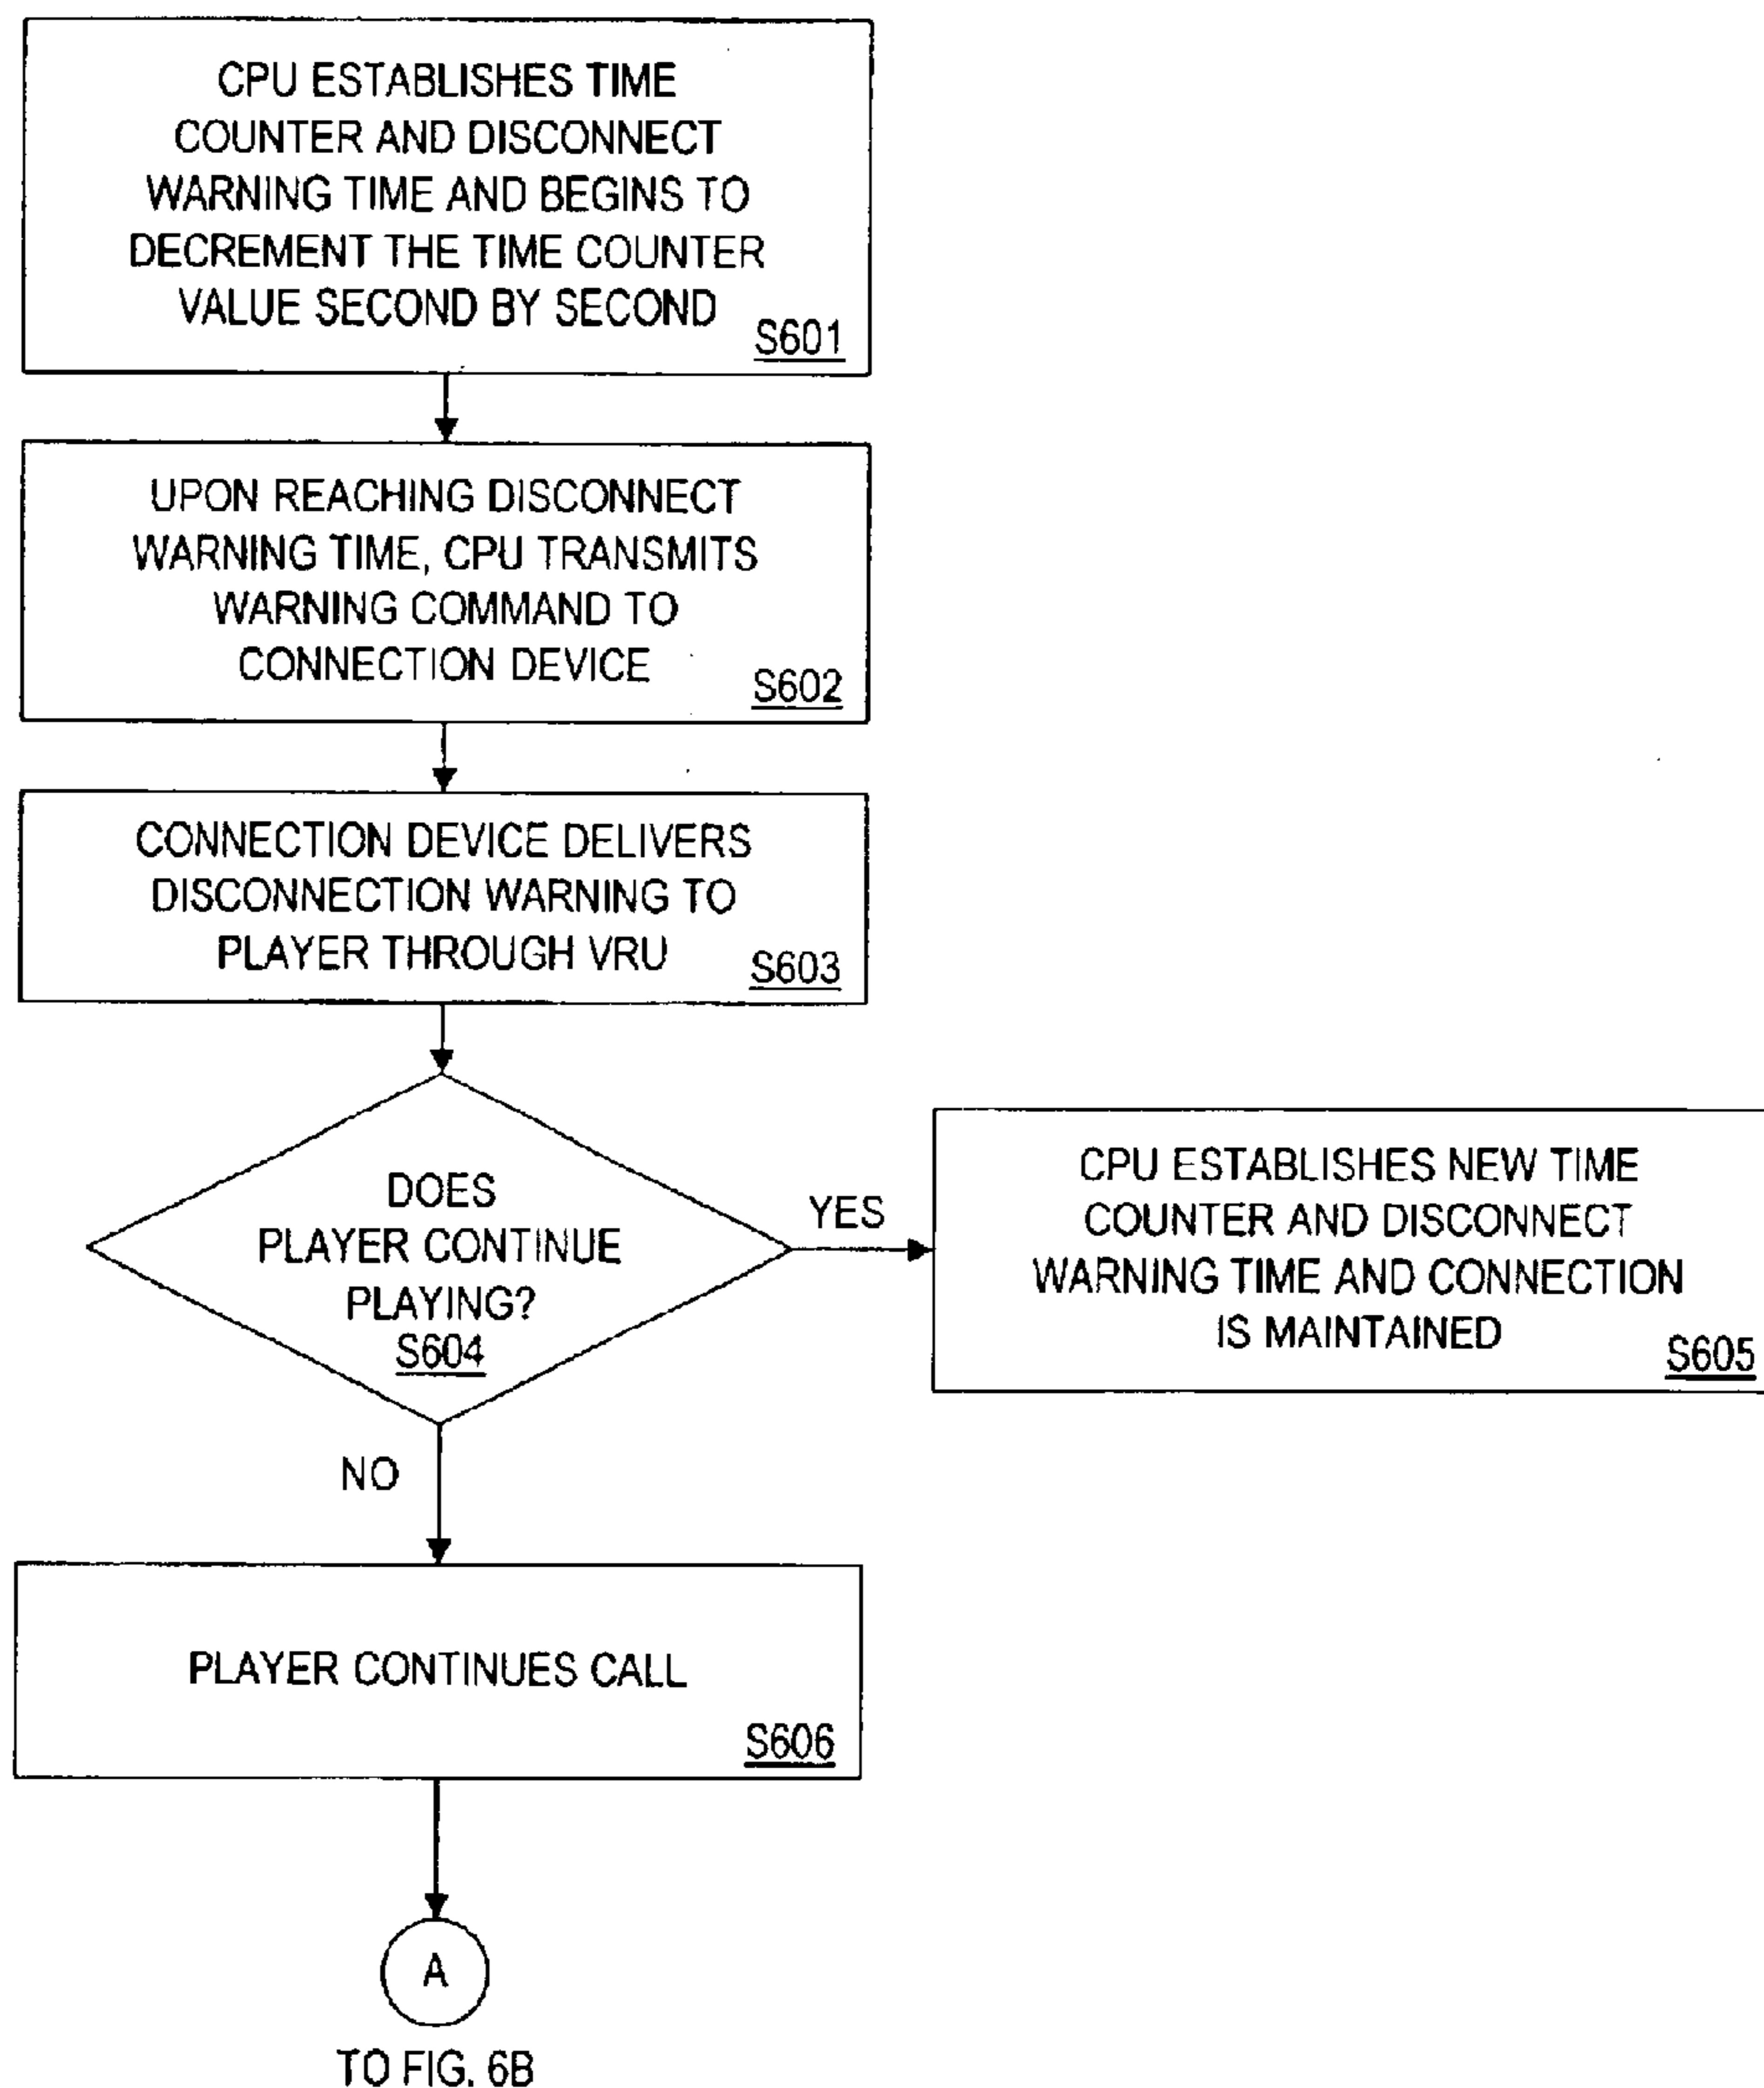 CPU ESTABLISHES TIME
COUNTER AND DISCONNECT
WARNING TIME AND BEGINS TO
DECREMENT THE TIME COUNTER
VALUE SECOND BY SECOND
S601
UPON REACHING DISCONNECT
WARNING TIME, CPU TRANSMITS
WARNING COMMAND TO
CONNECTION DEVICE
S602
CONNECTION DEVICE DELIVERS
DISCONNECTION WARNING TO
PLAYER THROUGH VRU
S603
DOES
PLAYER CONTINUE
PLAYING?
S604
YES
CPU ESTABLISHES NEW TIME
COUNTER AND DISCONNECT
WARNING TIME AND CONNECTION
IS MAINTAINED
S605
NO
PLAYER CONTINUES CALL
S606
A
TO FIG. 6B